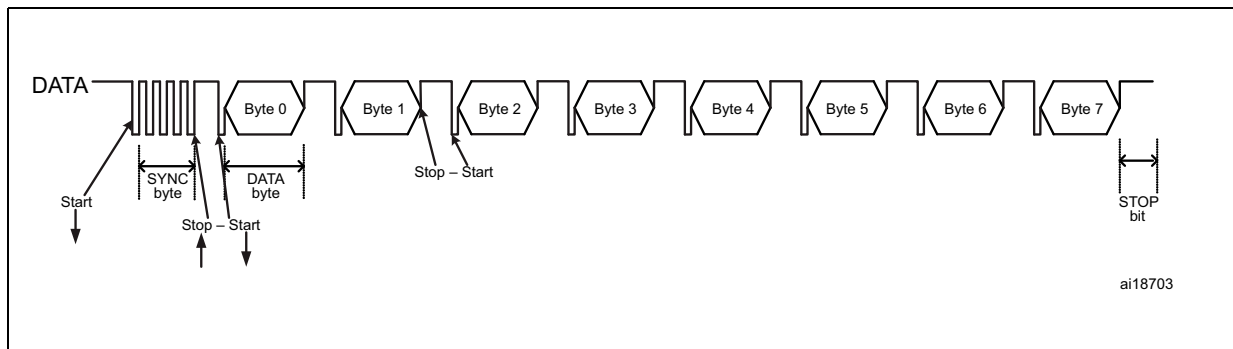 DATA
Byte 0
Byte 1
Byte 2
Byte 3
Byte 4
Byte 5
Byte 6
Byte 7
SYNC
byte
DATA
byte
Stop – Start
Start
Stop – Start
STOP
bit
ai18703